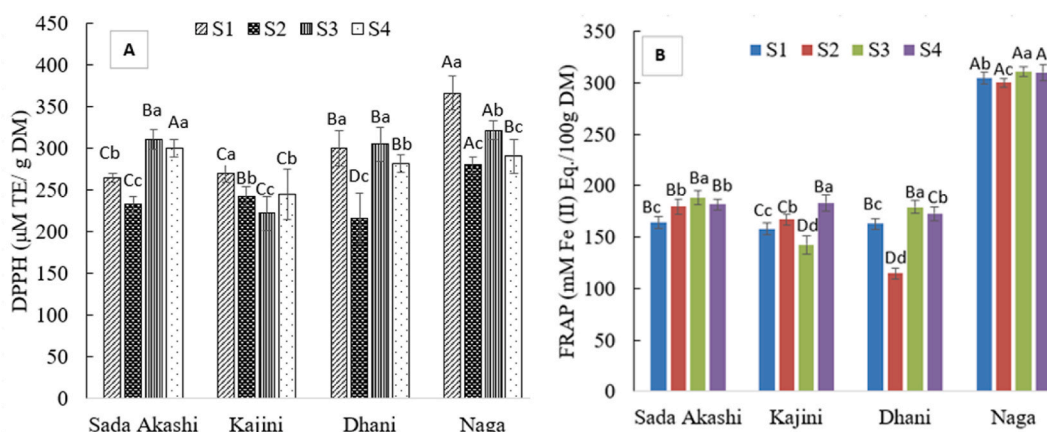 A
S1 S2 S3 S4
DPPH (µM TE/ g DM)
450
400
350
300
250
200
150
100
50
0
Cb Cc Ba Aa
Ca Bb Cc Cb
Ba Dc Ba Bb
Aa Ac Ab Bc
Sada Akashi Kajini Dhani Naga
B
S1 S2 S3 S4
FRAP (mM Fe (II) Eq./100g DM)
350
300
250
200
150
100
50
0
Bc Bb Ba Bb
Cc Cb Dd Ba
Bc Dd Ba Cb
Ab Ac Aa A
Sada Akashi Kajini Dhani Naga